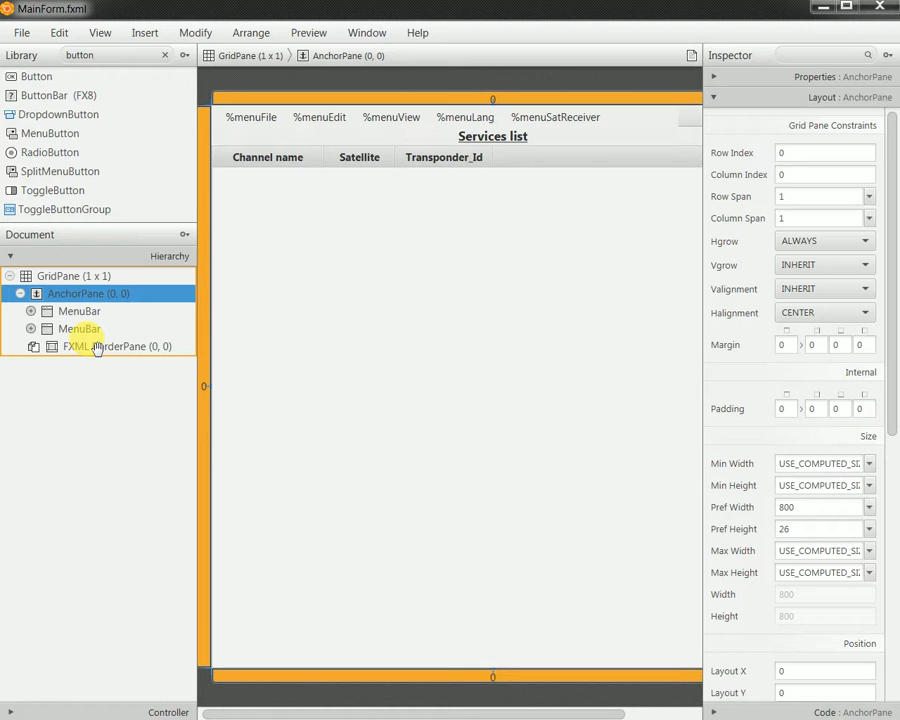 MainForm.fxml
File Edit View Insert Modify Arrange Preview Window Help
Library button
GridPane (1 x 1) AnchorPane (0, 0)
Inspector
Button
ButtonBar (FX8)
DropdownButton
MenuButton
RadioButton
SplitMenuButton
ToggleButton
ToggleButtonGroup
Document
Hierarchy
GridPane (1 x 1)
AnchorPane (0, 0)
MenuBar
MenuBar
FXML orderPane (0, 0)
Controller
0
%menuFile %menuEdit %menuView %menuLang %menuSatReceiver
Services list
Channel name Satellite Transponder_Id
0
0
Properties : AnchorPane
Layout : AnchorPane
Grid Pane Constraints
Row Index 0
Column Index 0
Row Span 1
Column Span 1
Hgrow ALWAYS
Vgrow INHERIT
Valignment INHERIT
Halignment CENTER
Margin 0 0 0 0
Internal
Padding 0 0 0 0
Size
Min Width USE_COMPUTED_SI
Min Height USE_COMPUTED_SI
Pref Width 800
Pref Height 26
Max Width USE_COMPUTED_SI
Max Height USE_COMPUTED_SI
Width 800
Height 800
Position
Layout X 0
Layout Y 0
Code : AnchorPane